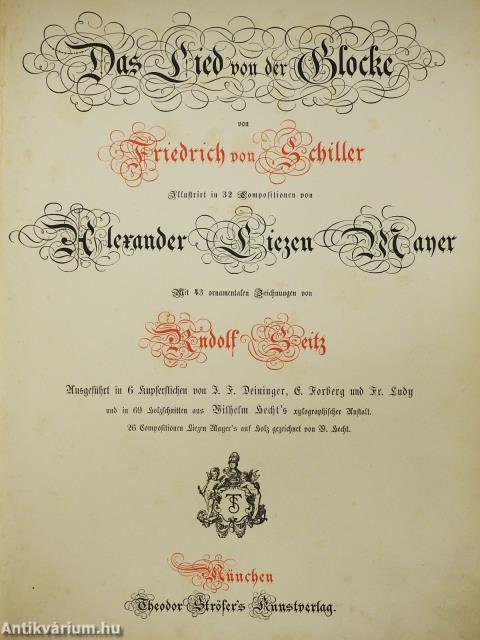 Das Lied von der Glocke
von
Friedrich von Schiller
Illustrirt in 32 Compositionen von
Alexander Liezen Mayer
Mit 43 ornamentalen Zeichnungen von
Rudolf Seitz
Ausgeführt in 6 Kupferstichen von J. F. Deininger, E. Forberg und Fr. Ludy
und in 69 Holzschnitten aus Wilhelm Hecht's xylographischer Anstalt.
26 Compositionen Liezen Mayer's auf Holz gezeichnet von W. Hecht.
TS
München
Theodor Ströfer's Kunstverlag.
Antikvárium.hu